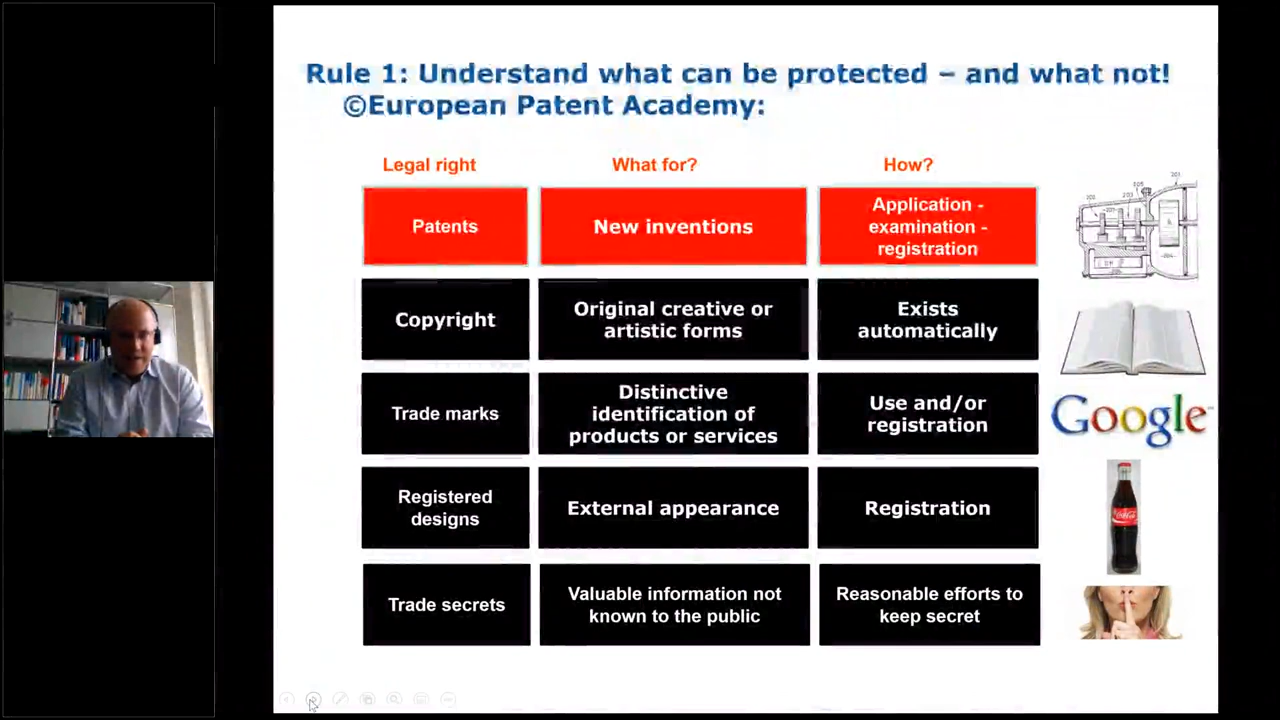 Rule 1: Understand what can be protected – and what not!
©European Patent Academy:
Legal right
What for?
How?
Patents
New inventions
Application -
examination -
registration
Copyright
Original creative or
artistic forms
Exists
automatically
Trade marks
Distinctive
identification of
products or services
Use and/or
registration
Google
Registered
designs
External appearance
Registration
Coca-Cola
Trade secrets
Valuable information not
known to the public
Reasonable efforts to
keep secret